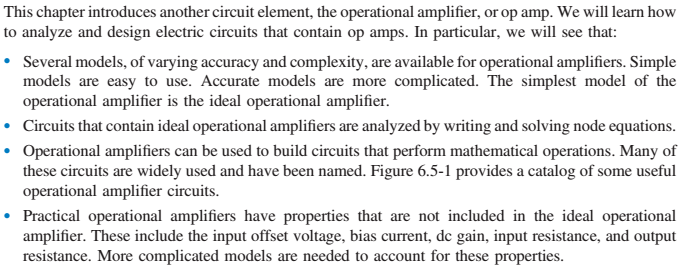 This chapter introduces another circuit element, the operational amplifier, or op amp. We will learn how
to analyze and design electric circuits that contain op amps. In particular, we will see that:
• Several models, of varying accuracy and complexity, are available for operational amplifiers. Simple
models are easy to use. Accurate models are more complicated. The simplest model of the
operational amplifier is the ideal operational amplifier.
• Circuits that contain ideal operational amplifiers are analyzed by writing and solving node equations.
• Operational amplifiers can be used to build circuits that perform mathematical operations. Many of
these circuits are widely used and have been named. Figure 6.5-1 provides a catalog of some useful
operational amplifier circuits.
• Practical operational amplifiers have properties that are not included in the ideal operational
amplifier. These include the input offset voltage, bias current, dc gain, input resistance, and output
resistance. More complicated models are needed to account for these properties.